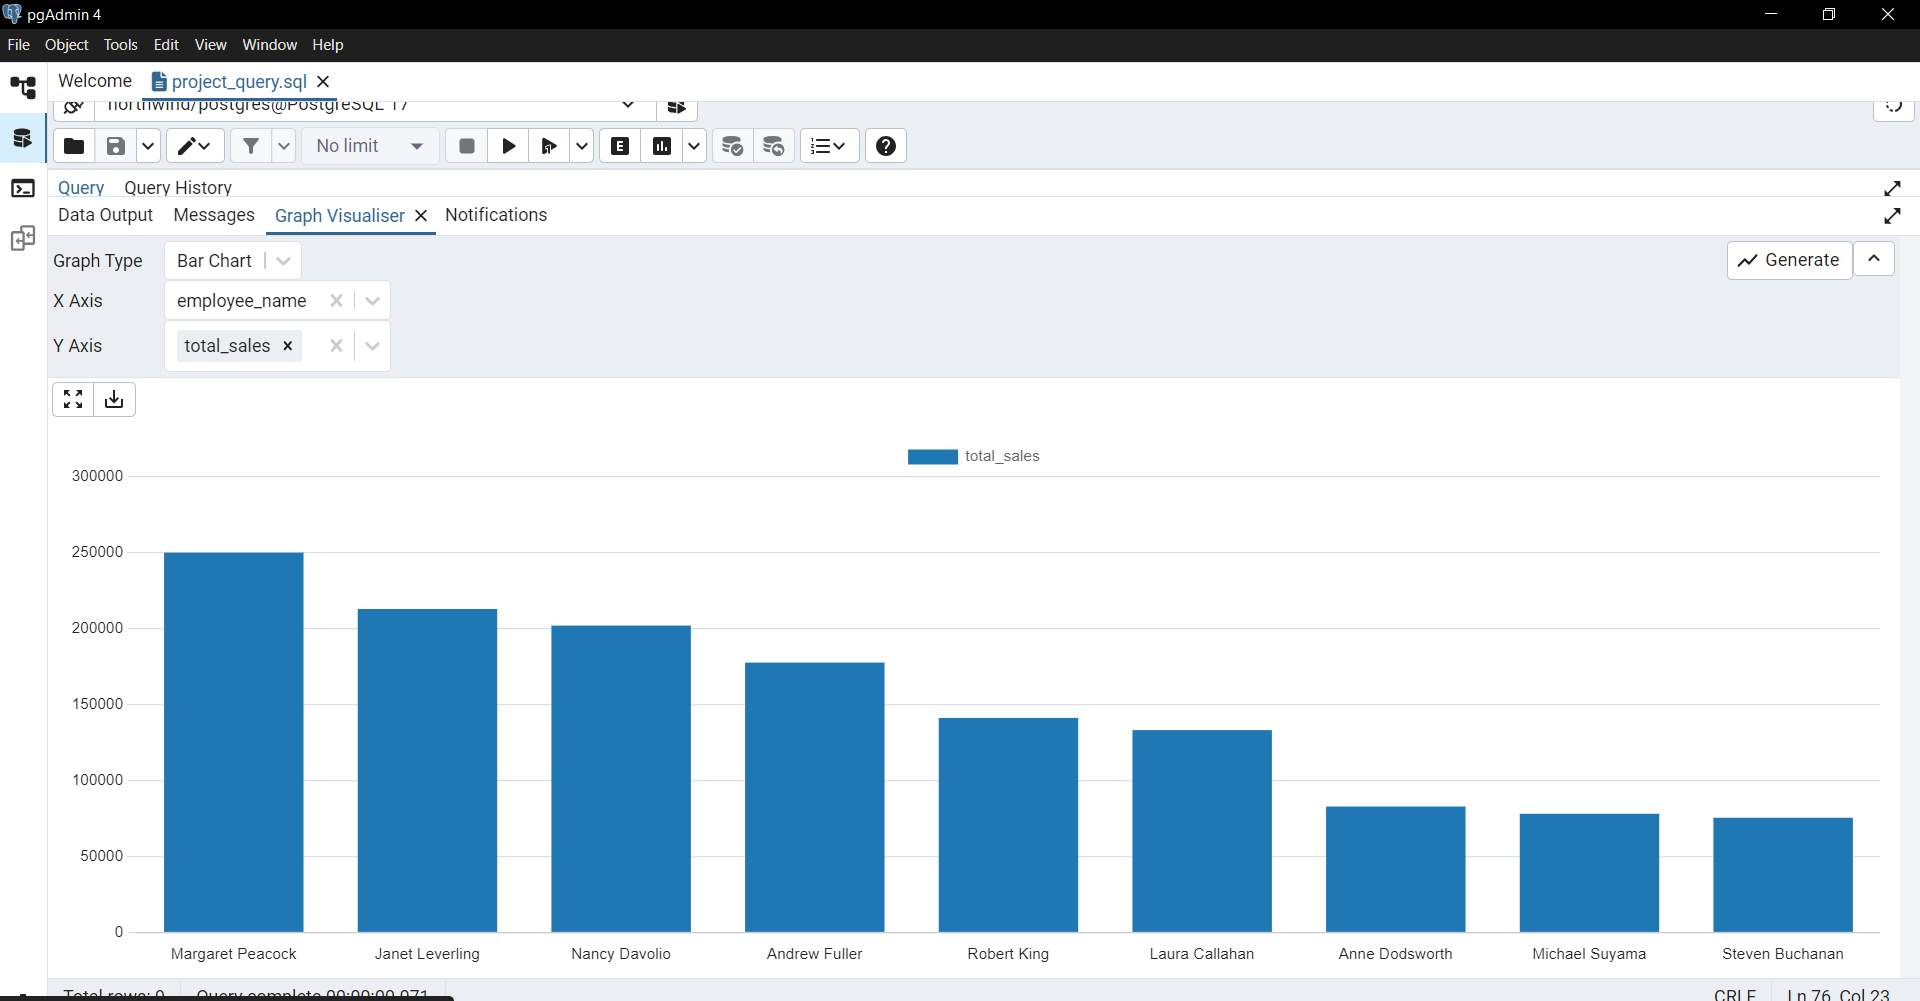 pgAdmin 4
File Object Tools Edit View Window Help
Welcome project_query.sql
northwind/postgres@PostgreSQL 17
No limit
Query Query History
Data Output Messages Graph Visualiser Notifications
Graph Type Bar Chart Generate
X Axis employee_name
Y Axis total_sales
total_sales
300000
250000
200000
150000
100000
50000
0
Margaret Peacock Janet Leverling Nancy Davolio Andrew Fuller Robert King Laura Callahan Anne Dodsworth Michael Suyama Steven Buchanan
Total rows: 9 Query complete 00:00:00.071 CRLF Ln 76, Col 23